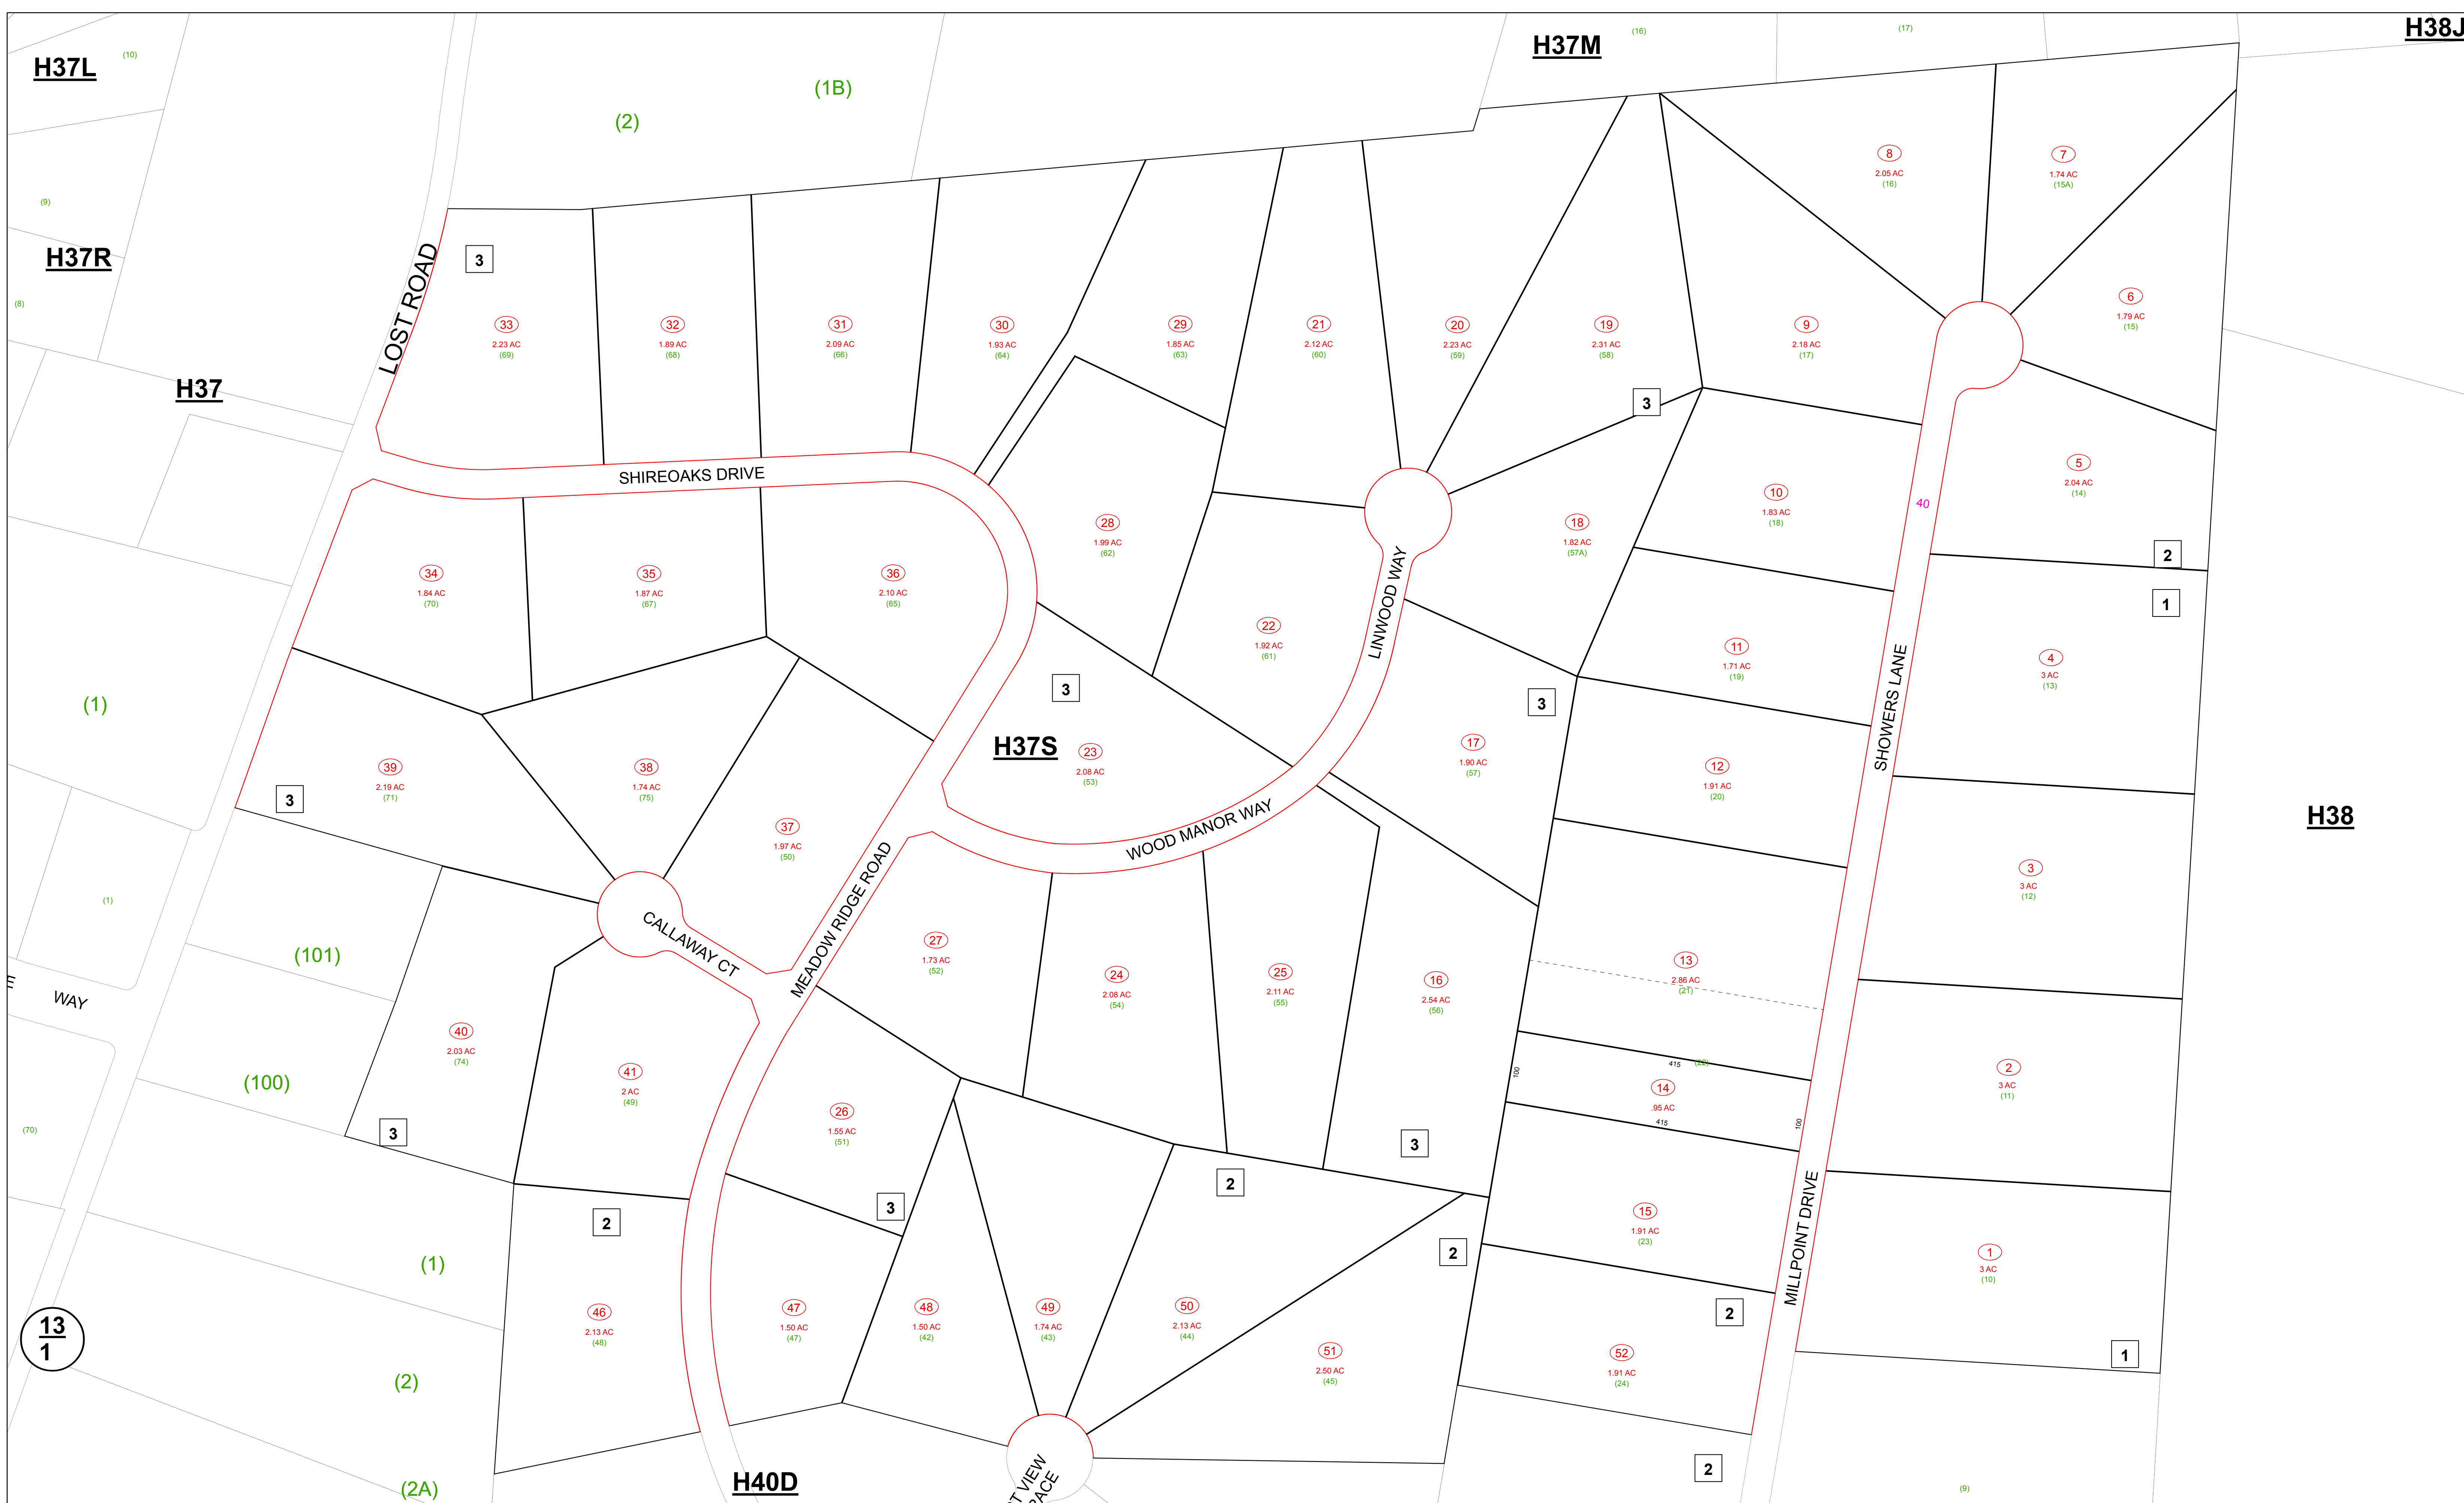 H37L
(10)
(2)
(1B)
H37M
(16)
(17)
H38J
(9)
H37R
(8)
H37
LOST ROAD
3
33
2.23 AC
(69)
32
1.89 AC
(68)
31
2.09 AC
(66)
30
1.93 AC
(64)
29
1.85 AC
(63)
21
2.12 AC
(60)
20
2.23 AC
(59)
19
2.31 AC
(58)
3
9
2.18 AC
(17)
8
2.05 AC
(16)
7
1.74 AC
(15A)
6
1.79 AC
(15)
5
2.04 AC
(14)
2
1
SHIREOAKS DRIVE
34
1.84 AC
(70)
35
1.87 AC
(67)
36
2.10 AC
(65)
28
1.99 AC
(62)
22
1.92 AC
(61)
LINWOOD WAY
18
1.82 AC
(57A)
10
1.83 AC
(18)
40
11
1.71 AC
(19)
SHOWERS LANE
4
3 AC
(13)
(1)
39
2.19 AC
(71)
3
38
1.74 AC
(75)
37
1.97 AC
(50)
3
H37S
23
2.08 AC
(53)
WOOD MANOR WAY
17
1.90 AC
(57)
3
12
1.91 AC
(20)
3
3 AC
(12)
H38
(1)
(101)
WAY
(100)
(70)
CALLAWAY CT
MEADOW RIDGE ROAD
27
1.73 AC
(52)
24
2.08 AC
(54)
25
2.11 AC
(55)
16
2.54 AC
(56)
3
13
2.86 AC
(21)
415
(22)
100
14
.95 AC
415
100
2
3 AC
(11)
40
2.03 AC
(74)
3
41
2 AC
(49)
26
1.55 AC
(51)
3
2
2
2
15
1.91 AC
(23)
MILLPOINT DRIVE
1
3 AC
(10)
1
(1)
13
1
(2)
(2A)
46
2.13 AC
(48)
47
1.50 AC
(47)
48
1.50 AC
(42)
49
1.74 AC
(43)
50
2.13 AC
(44)
51
2.50 AC
(45)
2
52
1.91 AC
(24)
2
H40D
VIEW
(9)